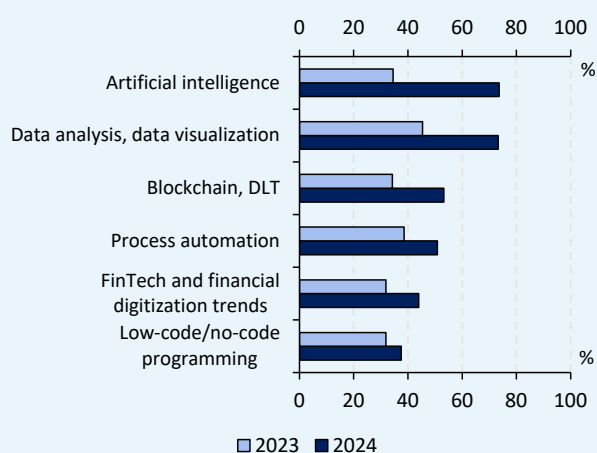 0 20 40 60 80 100
%
Artificial intelligence
Data analysis, data visualization
Blockchain, DLT
Process automation
FinTech and financial
digitization trends
Low-code/no-code
programming
%
0 20 40 60 80 100
2023 2024